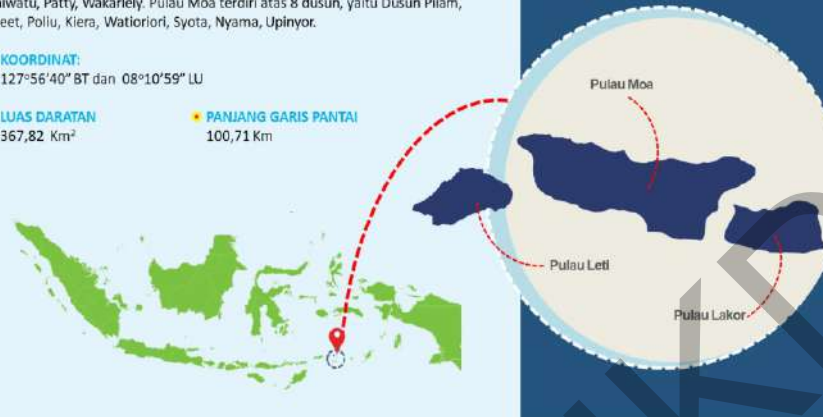 Patty, Wakarlely. Pulau Moa terdiri atas 8 dusun, yaitu Dusun Pilam,
Poliu, Kiera, Watioriori, Syota, Nyama, Upinyor.
KOORDINAT:
127°56'40" BT dan 08°10'59" LU
LUAS DARATAN
367,82 Km²
PANJANG GARIS PANTAI
100,71 Km
Pulau Moa
Pulau Leti
Pulau Lakor